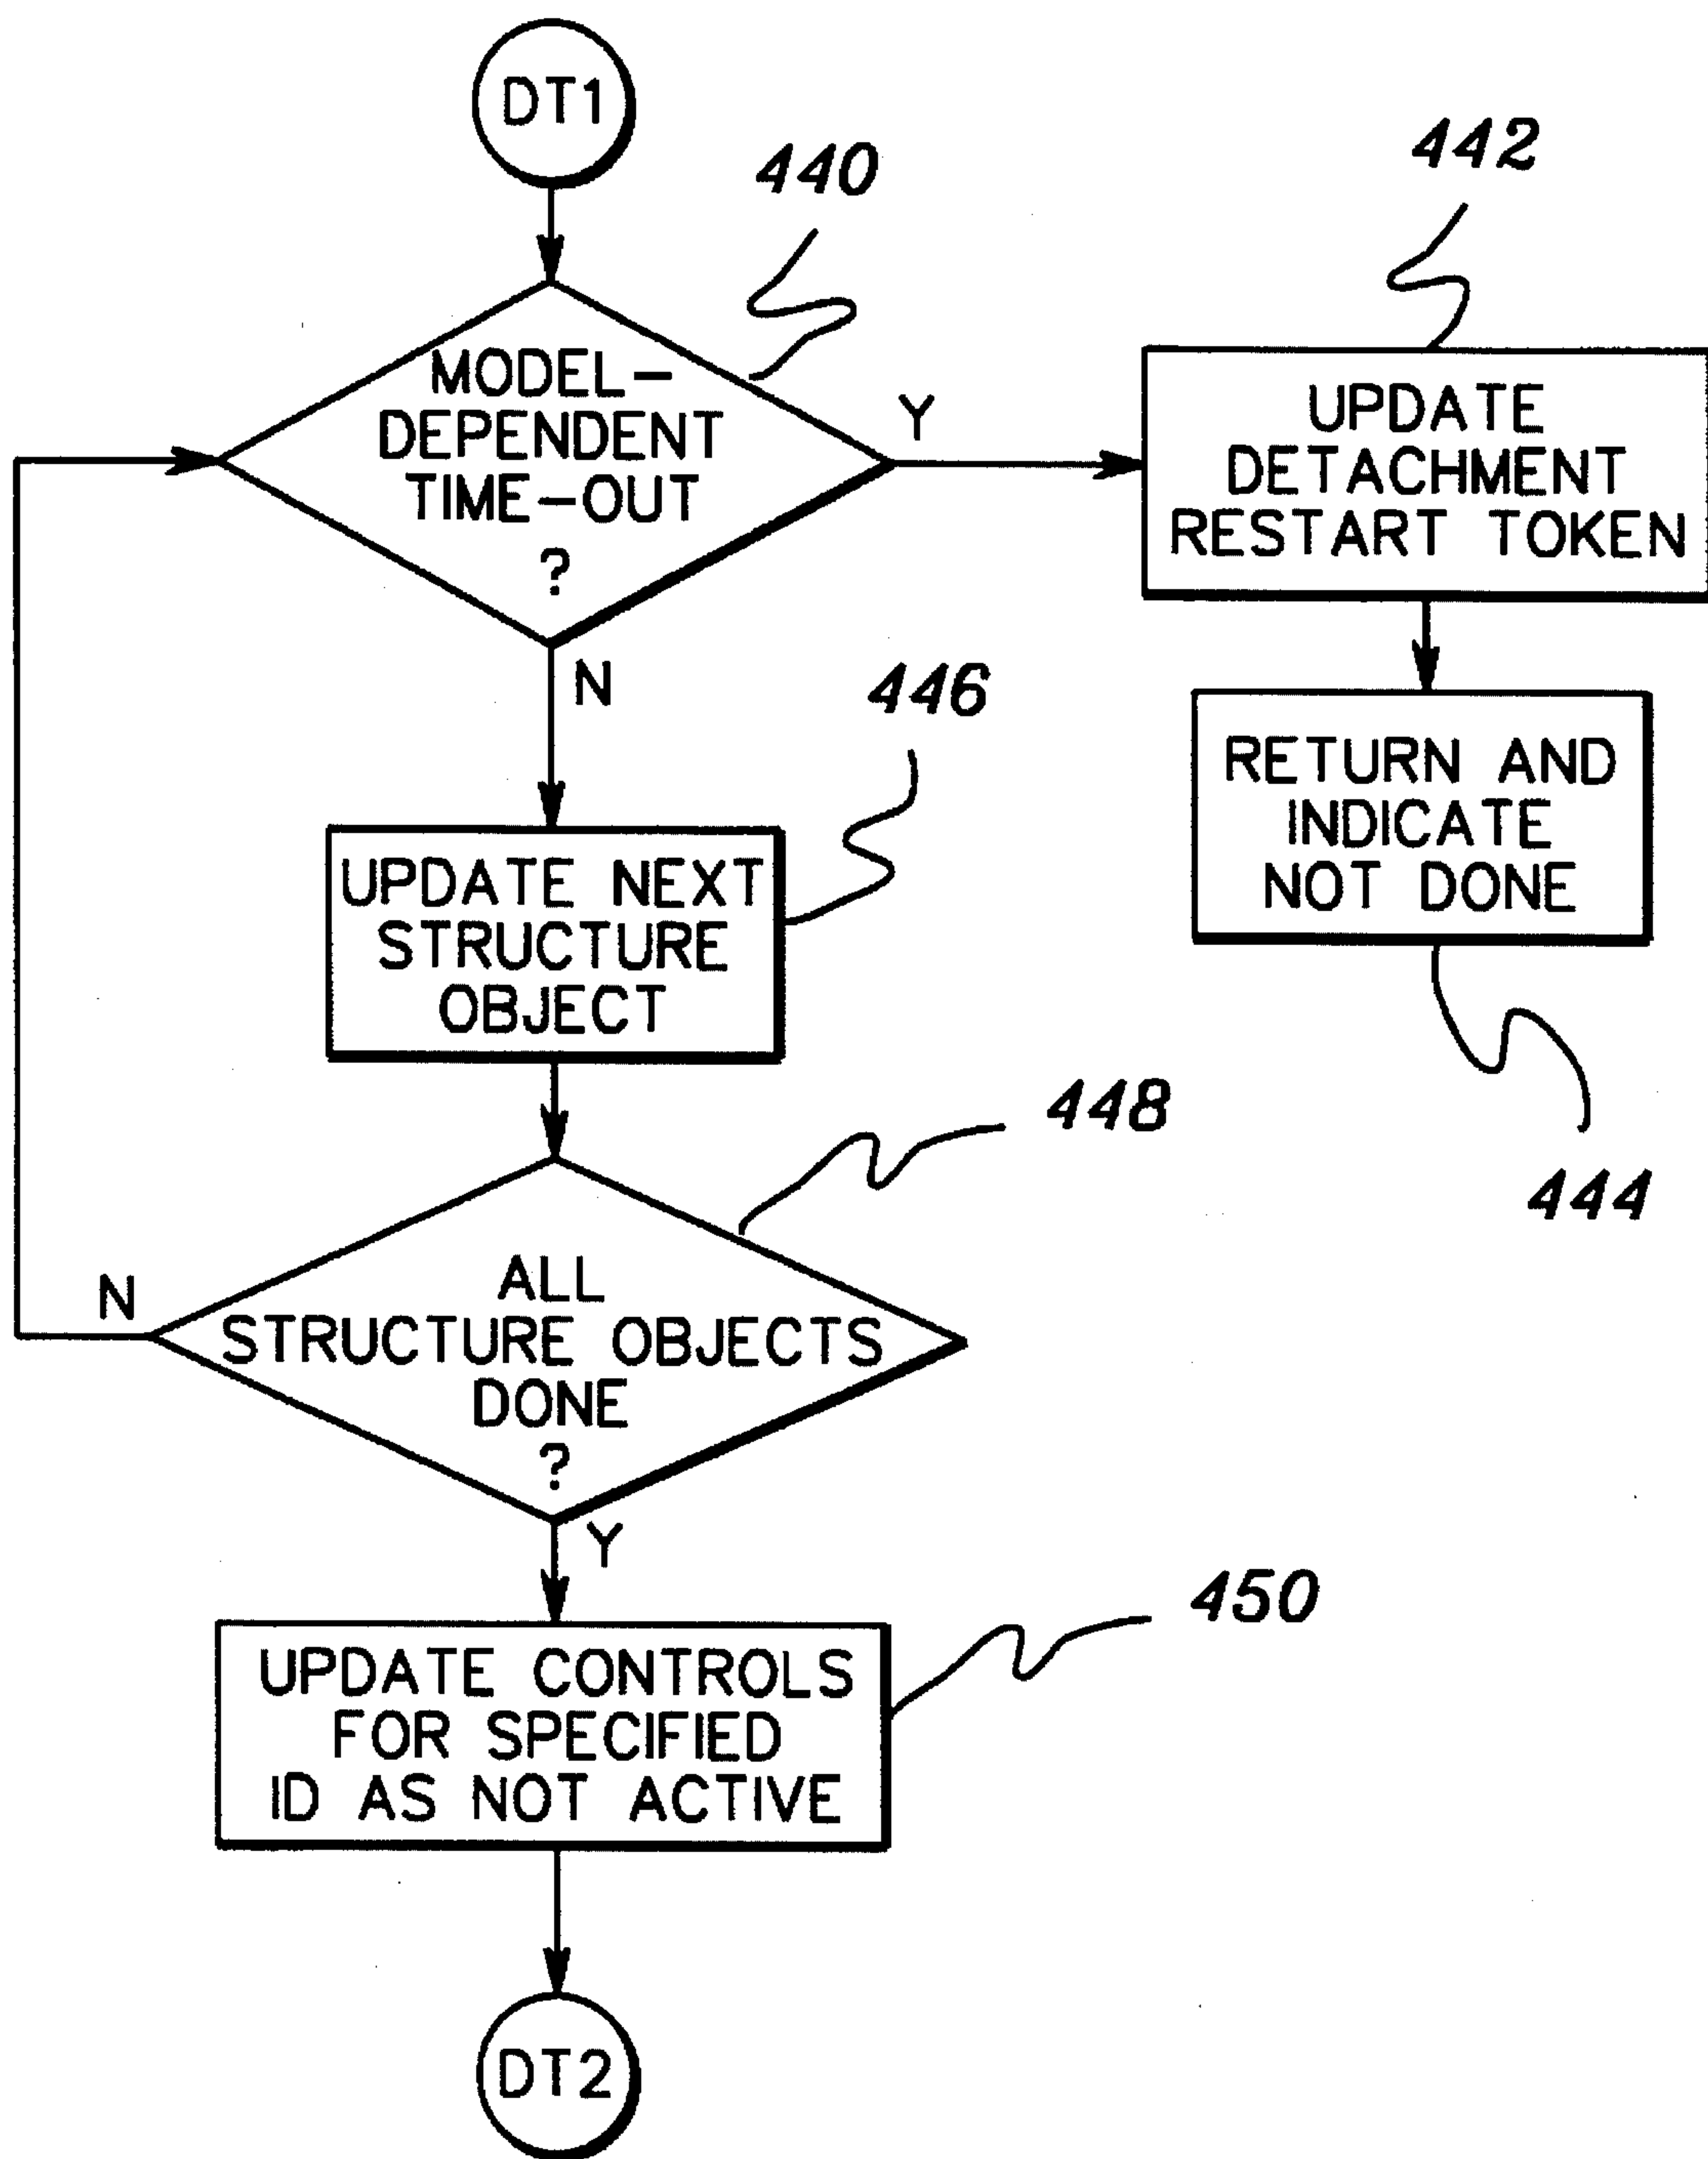 DT1
440
442
MODEL-
DEPENDENT
TIME-OUT
?
Y
UPDATE
DETACHMENT
RESTART TOKEN
N
446
RETURN AND
INDICATE
NOT DONE
UPDATE NEXT
STRUCTURE
OBJECT
448
444
N
ALL
STRUCTURE OBJECTS
DONE
?
Y
450
UPDATE CONTROLS
FOR SPECIFIED
ID AS NOT ACTIVE
DT2